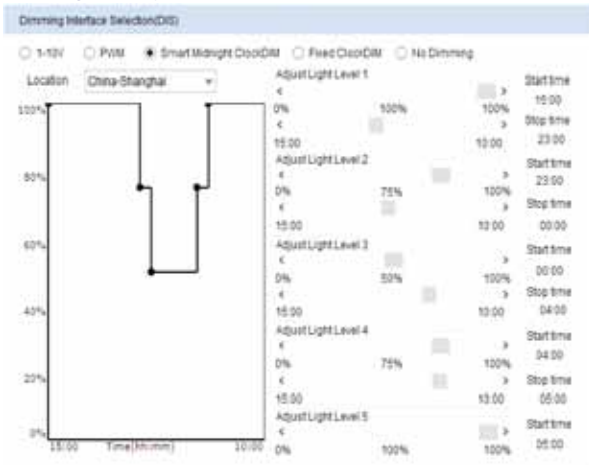 Dimming Interface Selection(DIS)
1-10V PWM Smart Midnight ClockDIM Fixed ClockDIM No Dimming
Location China-Shanghai
100%
80%
60%
40%
20%
0%
15:00 Time(hh:mm) 10:00
Adjust Light Level 1
< >
0% 100% 100%
< >
15:00 10:00
Start time
15:00
Stop time
23:00
Adjust Light Level 2
< >
0% 75% 100%
< >
15:00 10:00
Start time
23:00
Stop time
00:00
Adjust Light Level 3
< >
0% 50% 100%
< >
15:00 10:00
Start time
00:00
Stop time
04:00
Adjust Light Level 4
< >
0% 75% 100%
< >
15:00 10:00
Start time
04:00
Stop time
05:00
Adjust Light Level 5
< >
0% 100% 100%
Start time
05:00